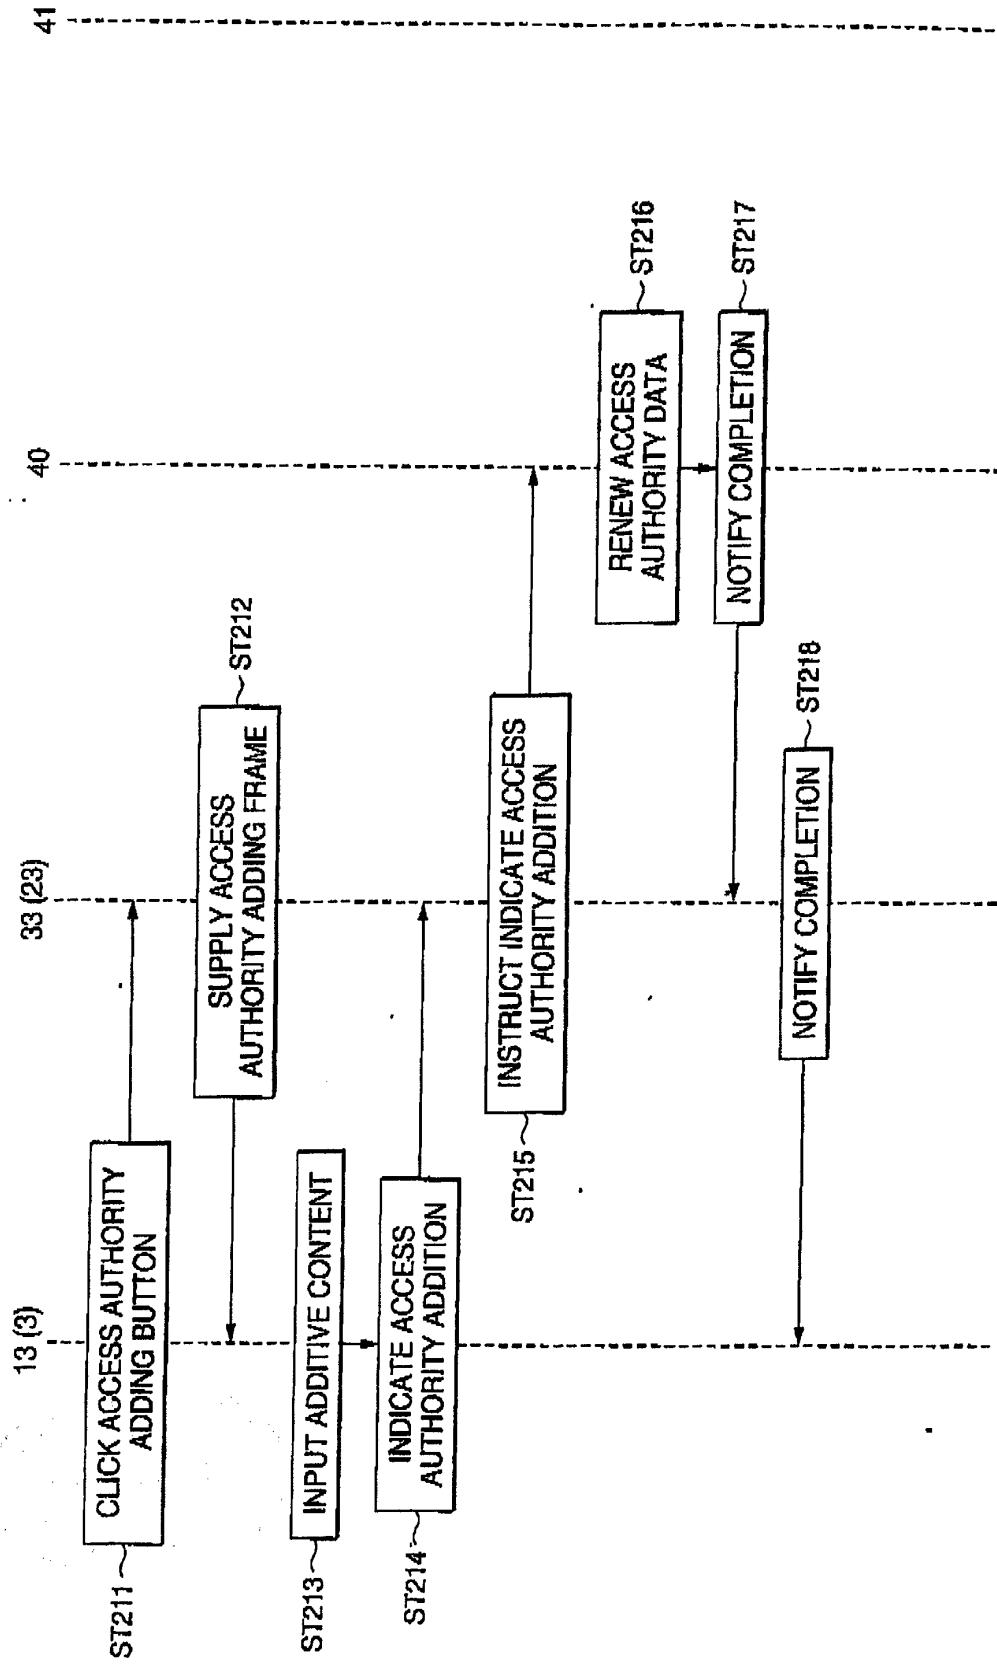 13 (3)
33 (23)
40
41
ST211
CLICK ACCESS AUTHORITY
ADDING BUTTON
SUPPLY ACCESS
AUTHORITY ADDING FRAME
ST212
ST213
INPUT ADDITIVE CONTENT
ST214
INDICATE ACCESS
AUTHORITY ADDITION
ST215
INSTRUCT INDICATE ACCESS
AUTHORITY ADDITION
RENEW ACCESS
AUTHORITY DATA
ST216
NOTIFY COMPLETION
ST217
NOTIFY COMPLETION
ST218